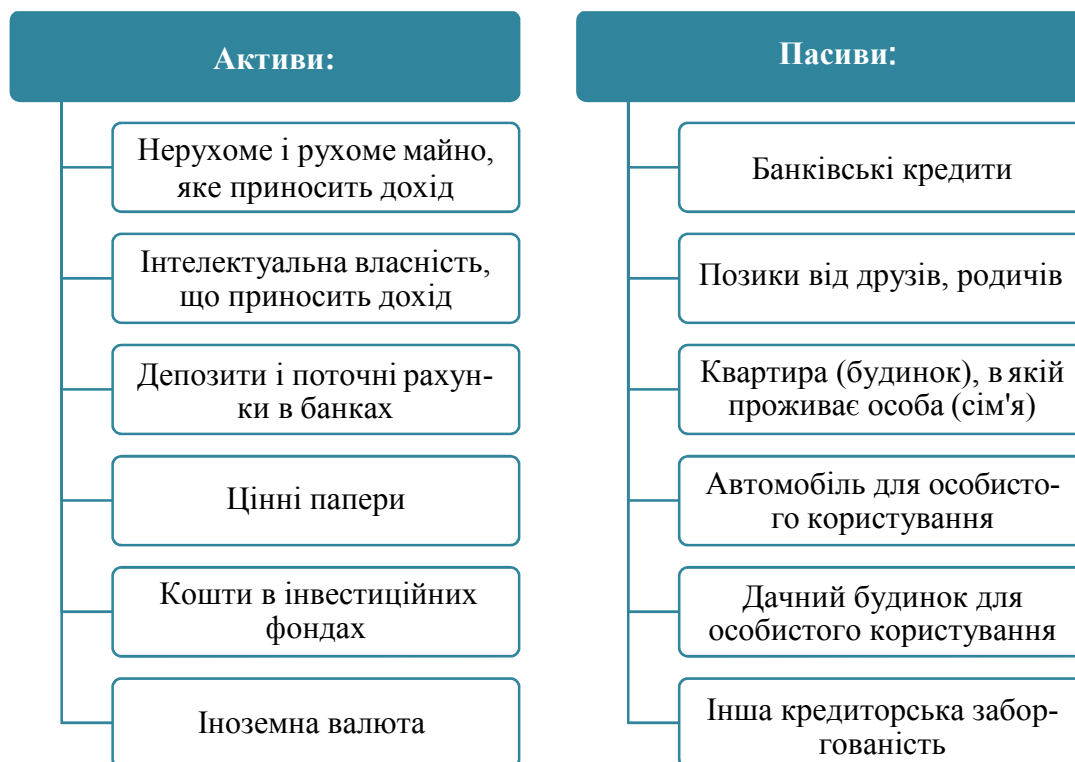 Активи:
Нерухоме і рухоме майно,
яке приносить дохід
Інтелектуальна власність,
що приносить дохід
Депозити і поточні рахун-
ки в банках
Цінні папери
Кошти в інвестиційних
фондах
Іноземна валюта
Пасиви:
Банківські кредити
Позики від друзів, родичів
Квартира (будинок), в якій
проживає особа (сім'я)
Автомобіль для особисто-
го користування
Дачний будинок для
особистого користування
Інша кредиторська забор-
гованість